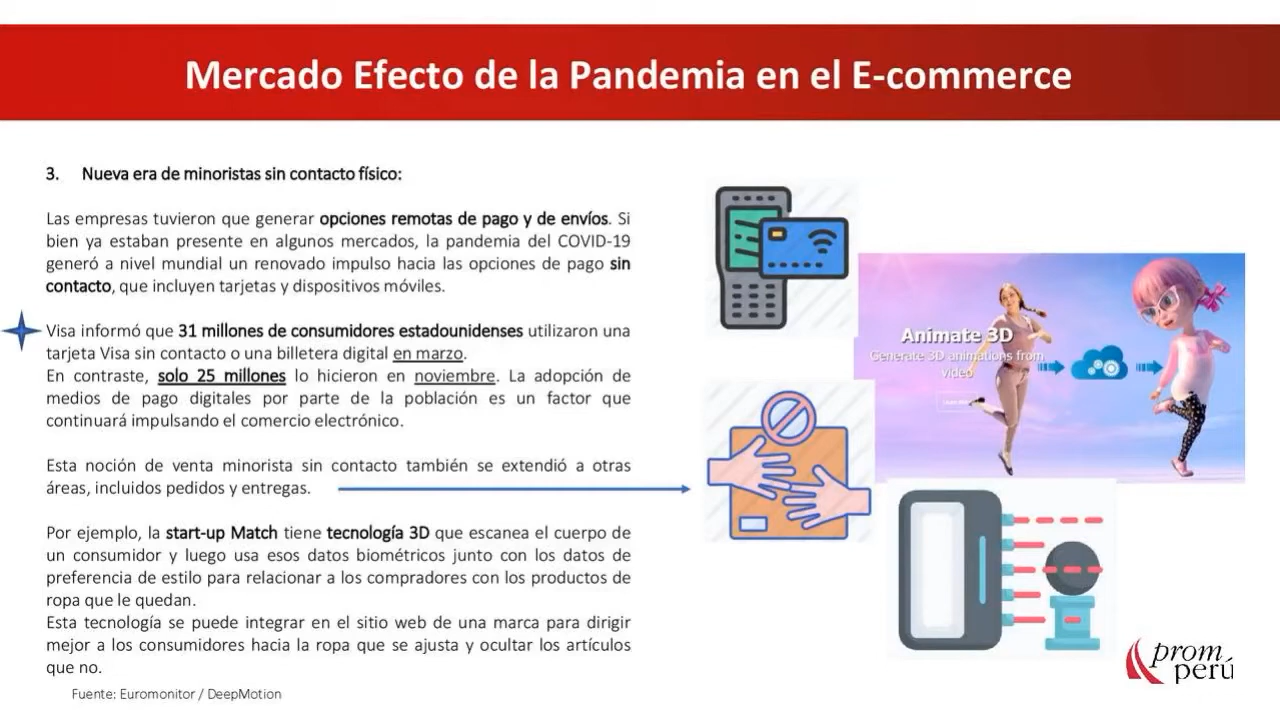 Mercado Efecto de la Pandemia en el E-commerce
3. Nueva era de minoristas sin contacto físico:
Las empresas tuvieron que generar opciones remotas de pago y de envíos. Si
bien ya estaban presente en algunos mercados, la pandemia del COVID-19
generó a nivel mundial un renovado impulso hacia las opciones de pago sin
contacto, que incluyen tarjetas y dispositivos móviles.
Visa informó que 31 millones de consumidores estadounidenses utilizaron una
tarjeta Visa sin contacto o una billetera digital en marzo.
En contraste, solo 25 millones lo hicieron en noviembre. La adopción de
medios de pago digitales por parte de la población es un factor que
continuará impulsando el comercio electrónico.
Esta noción de venta minorista sin contacto también se extendió a otras
áreas, incluidos pedidos y entregas.
Por ejemplo, la start-up Match tiene tecnología 3D que escanea el cuerpo de
un consumidor y luego usa esos datos biométricos junto con los datos de
preferencia de estilo para relacionar a los compradores con los productos de
ropa que le quedan.
Esta tecnología se puede integrar en el sitio web de una marca para dirigir
mejor a los consumidores hacia la ropa que se ajusta y ocultar los artículos
que no.
Fuente: Euromonitor / DeepMotion
Animate 3D
Generate 3D animations from
video
prom
perú